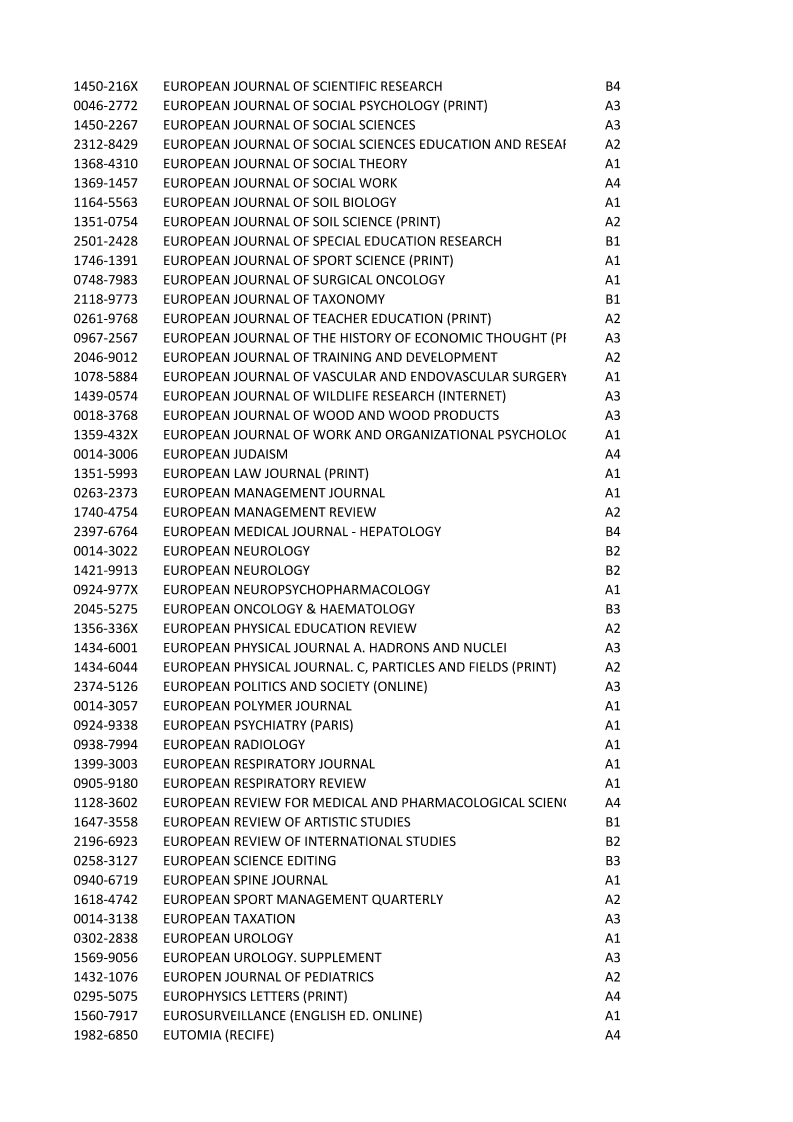 1450-216X EUROPEAN JOURNAL OF SCIENTIFIC RESEARCH B4
0046-2772 EUROPEAN JOURNAL OF SOCIAL PSYCHOLOGY (PRINT) A3
1450-2267 EUROPEAN JOURNAL OF SOCIAL SCIENCES A3
2312-8429 EUROPEAN JOURNAL OF SOCIAL SCIENCES EDUCATION AND RESEAR A2
1368-4310 EUROPEAN JOURNAL OF SOCIAL THEORY A1
1369-1457 EUROPEAN JOURNAL OF SOCIAL WORK A4
1164-5563 EUROPEAN JOURNAL OF SOIL BIOLOGY A1
1351-0754 EUROPEAN JOURNAL OF SOIL SCIENCE (PRINT) A2
2501-2428 EUROPEAN JOURNAL OF SPECIAL EDUCATION RESEARCH B1
1746-1391 EUROPEAN JOURNAL OF SPORT SCIENCE (PRINT) A1
0748-7983 EUROPEAN JOURNAL OF SURGICAL ONCOLOGY A1
2118-9773 EUROPEAN JOURNAL OF TAXONOMY B1
0261-9768 EUROPEAN JOURNAL OF TEACHER EDUCATION (PRINT) A2
0967-2567 EUROPEAN JOURNAL OF THE HISTORY OF ECONOMIC THOUGHT (PR A3
2046-9012 EUROPEAN JOURNAL OF TRAINING AND DEVELOPMENT A2
1078-5884 EUROPEAN JOURNAL OF VASCULAR AND ENDOVASCULAR SURGERY A1
1439-0574 EUROPEAN JOURNAL OF WILDLIFE RESEARCH (INTERNET) A3
0018-3768 EUROPEAN JOURNAL OF WOOD AND WOOD PRODUCTS A3
1359-432X EUROPEAN JOURNAL OF WORK AND ORGANIZATIONAL PSYCHOLOG A1
0014-3006 EUROPEAN JUDAISM A4
1351-5993 EUROPEAN LAW JOURNAL (PRINT) A1
0263-2373 EUROPEAN MANAGEMENT JOURNAL A1
1740-4754 EUROPEAN MANAGEMENT REVIEW A2
2397-6764 EUROPEAN MEDICAL JOURNAL - HEPATOLOGY B4
0014-3022 EUROPEAN NEUROLOGY B2
1421-9913 EUROPEAN NEUROLOGY B2
0924-977X EUROPEAN NEUROPSYCHOPHARMACOLOGY A1
2045-5275 EUROPEAN ONCOLOGY & HAEMATOLOGY B3
1356-336X EUROPEAN PHYSICAL EDUCATION REVIEW A2
1434-6001 EUROPEAN PHYSICAL JOURNAL A. HADRONS AND NUCLEI A3
1434-6044 EUROPEAN PHYSICAL JOURNAL. C, PARTICLES AND FIELDS (PRINT) A2
2374-5126 EUROPEAN POLITICS AND SOCIETY (ONLINE) A3
0014-3057 EUROPEAN POLYMER JOURNAL A1
0924-9338 EUROPEAN PSYCHIATRY (PARIS) A1
0938-7994 EUROPEAN RADIOLOGY A1
1399-3003 EUROPEAN RESPIRATORY JOURNAL A1
0905-9180 EUROPEAN RESPIRATORY REVIEW A1
1128-3602 EUROPEAN REVIEW FOR MEDICAL AND PHARMACOLOGICAL SCIENC A4
1647-3558 EUROPEAN REVIEW OF ARTISTIC STUDIES B1
2196-6923 EUROPEAN REVIEW OF INTERNATIONAL STUDIES B2
0258-3127 EUROPEAN SCIENCE EDITING B3
0940-6719 EUROPEAN SPINE JOURNAL A1
1618-4742 EUROPEAN SPORT MANAGEMENT QUARTERLY A2
0014-3138 EUROPEAN TAXATION A3
0302-2838 EUROPEAN UROLOGY A1
1569-9056 EUROPEAN UROLOGY. SUPPLEMENT A3
1432-1076 EUROPEN JOURNAL OF PEDIATRICS A2
0295-5075 EUROPHYSICS LETTERS (PRINT) A4
1560-7917 EUROSURVEILLANCE (ENGLISH ED. ONLINE) A1
1982-6850 EUTOMIA (RECIFE) A4